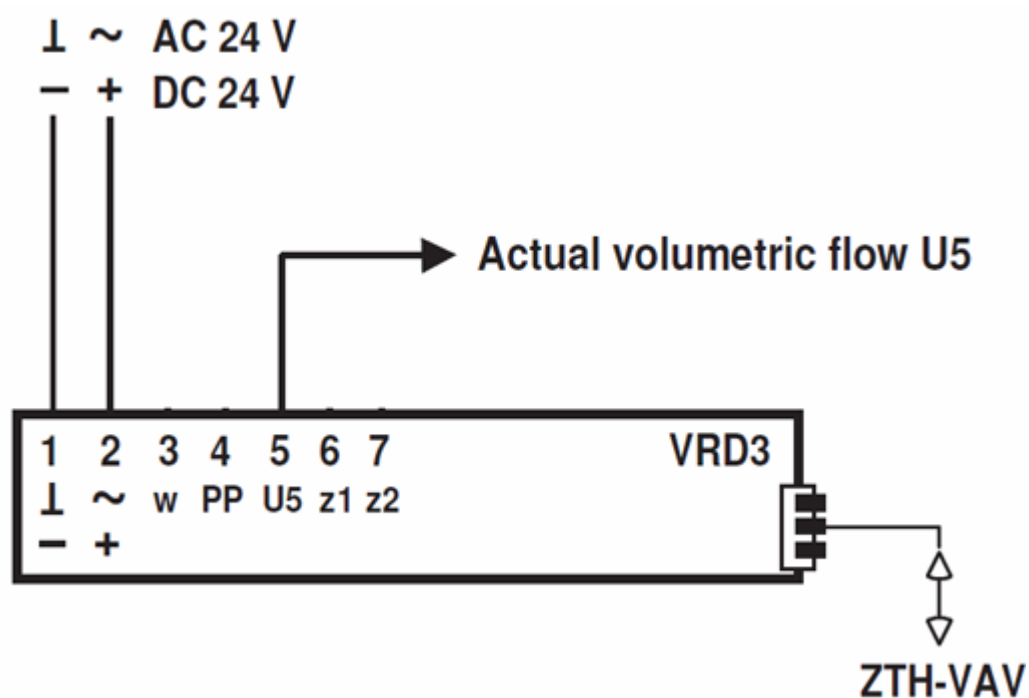 ⊥ ~ AC 24 V
− + DC 24 V
Actual volumetric flow U5
1 2 3 4 5 6 7 VRD3
⊥ ~ w PP U5 z1 z2
− +
ZTH-VAV